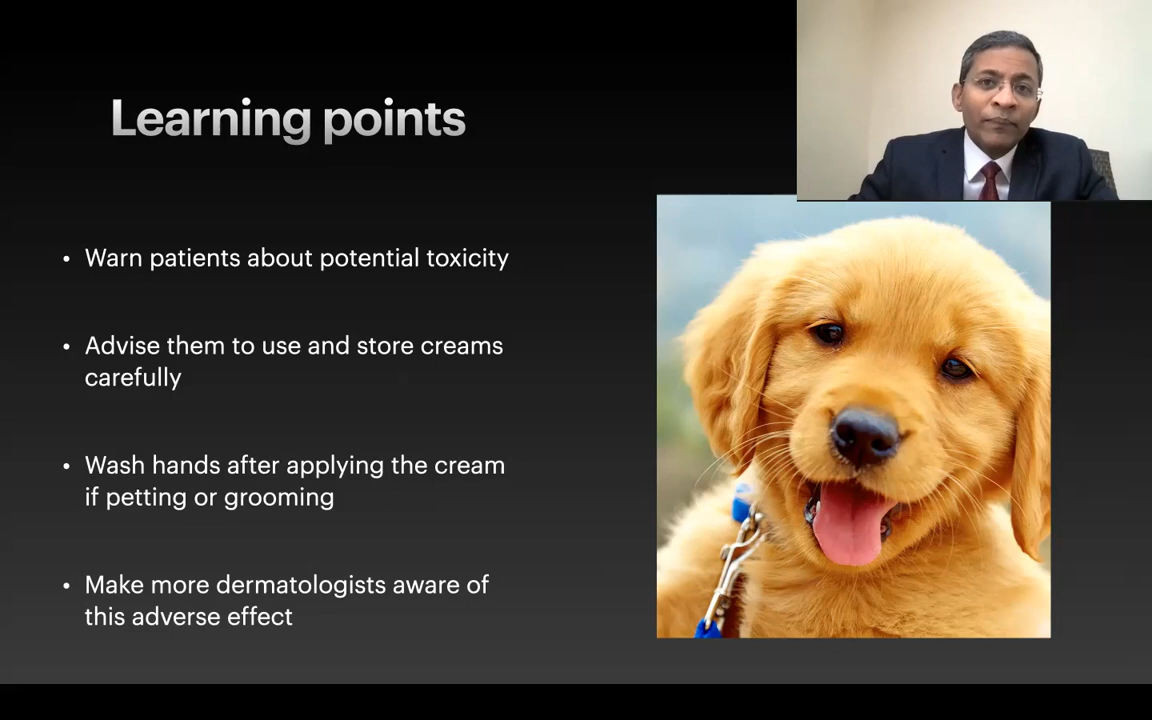 Learning points
• Warn patients about potential toxicity
• Advise them to use and store creams
carefully
• Wash hands after applying the cream
if petting or grooming
• Make more dermatologists aware of
this adverse effect